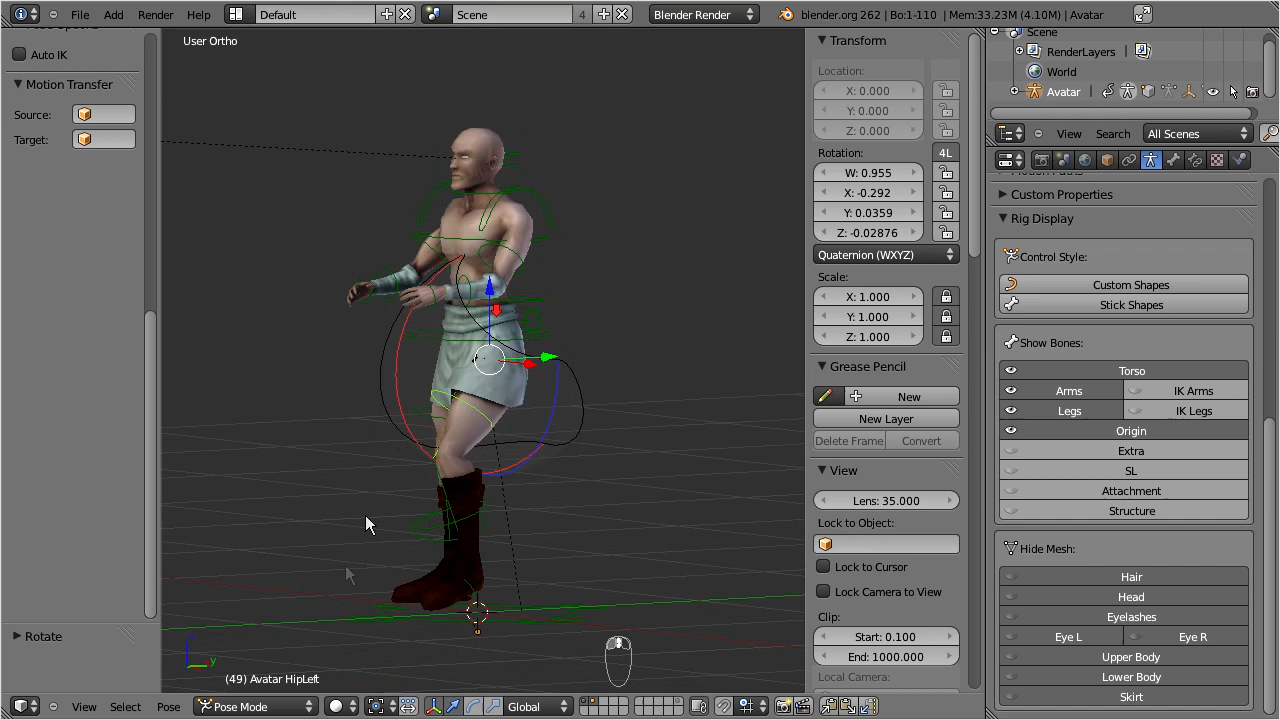 File Add Render Help Default Scene 4 Blender Render blender.org 262 | Bo:1-110 | Mem:33.23M (4.10M) | Avatar
Auto IK
Motion Transfer
Source:
Target:
Rotate
User Ortho
z
y
(49) Avatar HipLeft
Transform
Location:
X: 0.000
Y: 0.000
Z: 0.000
Rotation:
4L
W: 0.955
X: -0.292
Y: 0.0359
Z: -0.02876
Quaternion (WXYZ)
Scale:
X: 1.000
Y: 1.000
Z: 1.000
Grease Pencil
New
New Layer
Delete Frame Convert
View
Lens: 35.000
Lock to Object:
Lock to Cursor
Lock Camera to View
Clip:
Start: 0.100
End: 1000.000
Local Camera:
Scene
RenderLayers
World
Avatar
View Search All Scenes
Custom Properties
Rig Display
Control Style:
Custom Shapes
Stick Shapes
Show Bones:
Torso
Arms IK Arms
Legs IK Legs
Origin
Extra
SL
Attachment
Structure
Hide Mesh:
Hair
Head
Eyelashes
Eye L Eye R
Upper Body
Lower Body
Skirt
View Select Pose Pose Mode Global